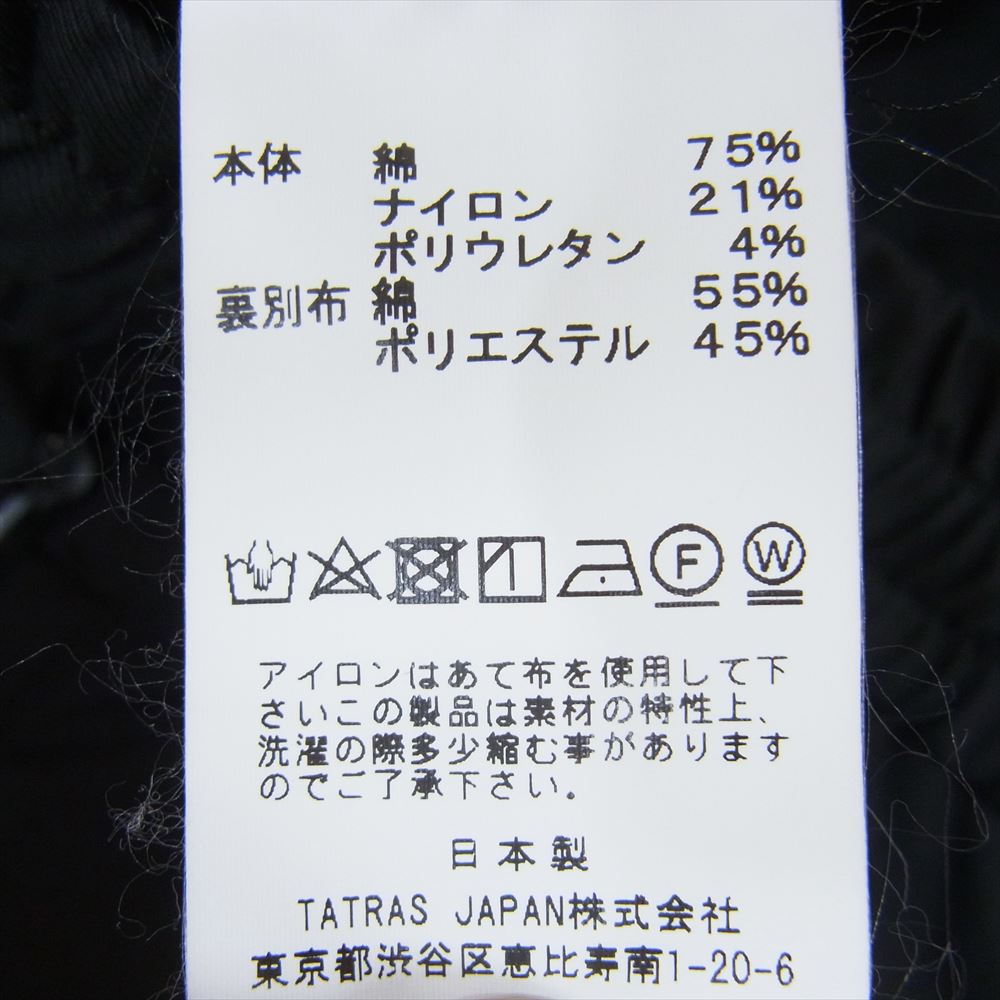 本体 綿 75%
ナイロン 21%
ポリウレタン 4%
裏別布 綿 55%
ポリエステル 45%
F W
アイロンはあて布を使用して下
さいこの製品は素材の特性上、
洗濯の際多少縮む事があります
のでご了承下さい。
日本製
TATRAS JAPAN株式会社
東京都渋谷区恵比寿南1-20-6